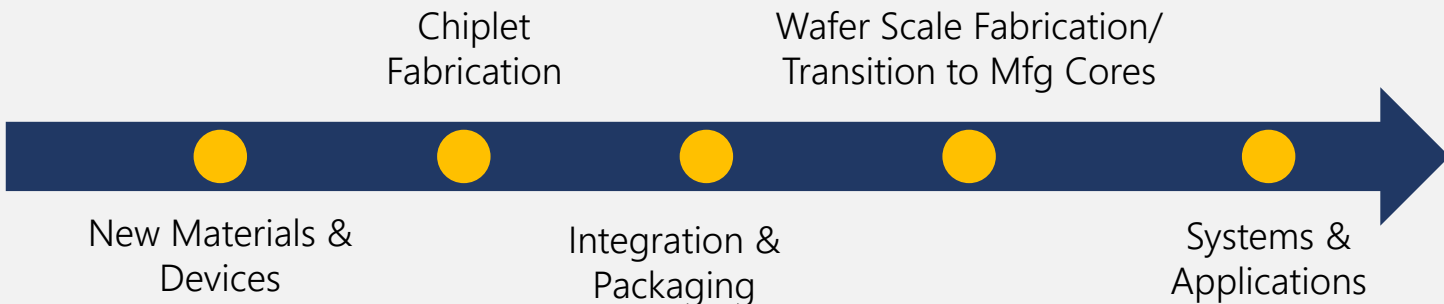 Chiplet
Fabrication
Wafer Scale Fabrication/
Transition to Mfg Cores
New Materials &
Devices
Integration &
Packaging
Systems &
Applications